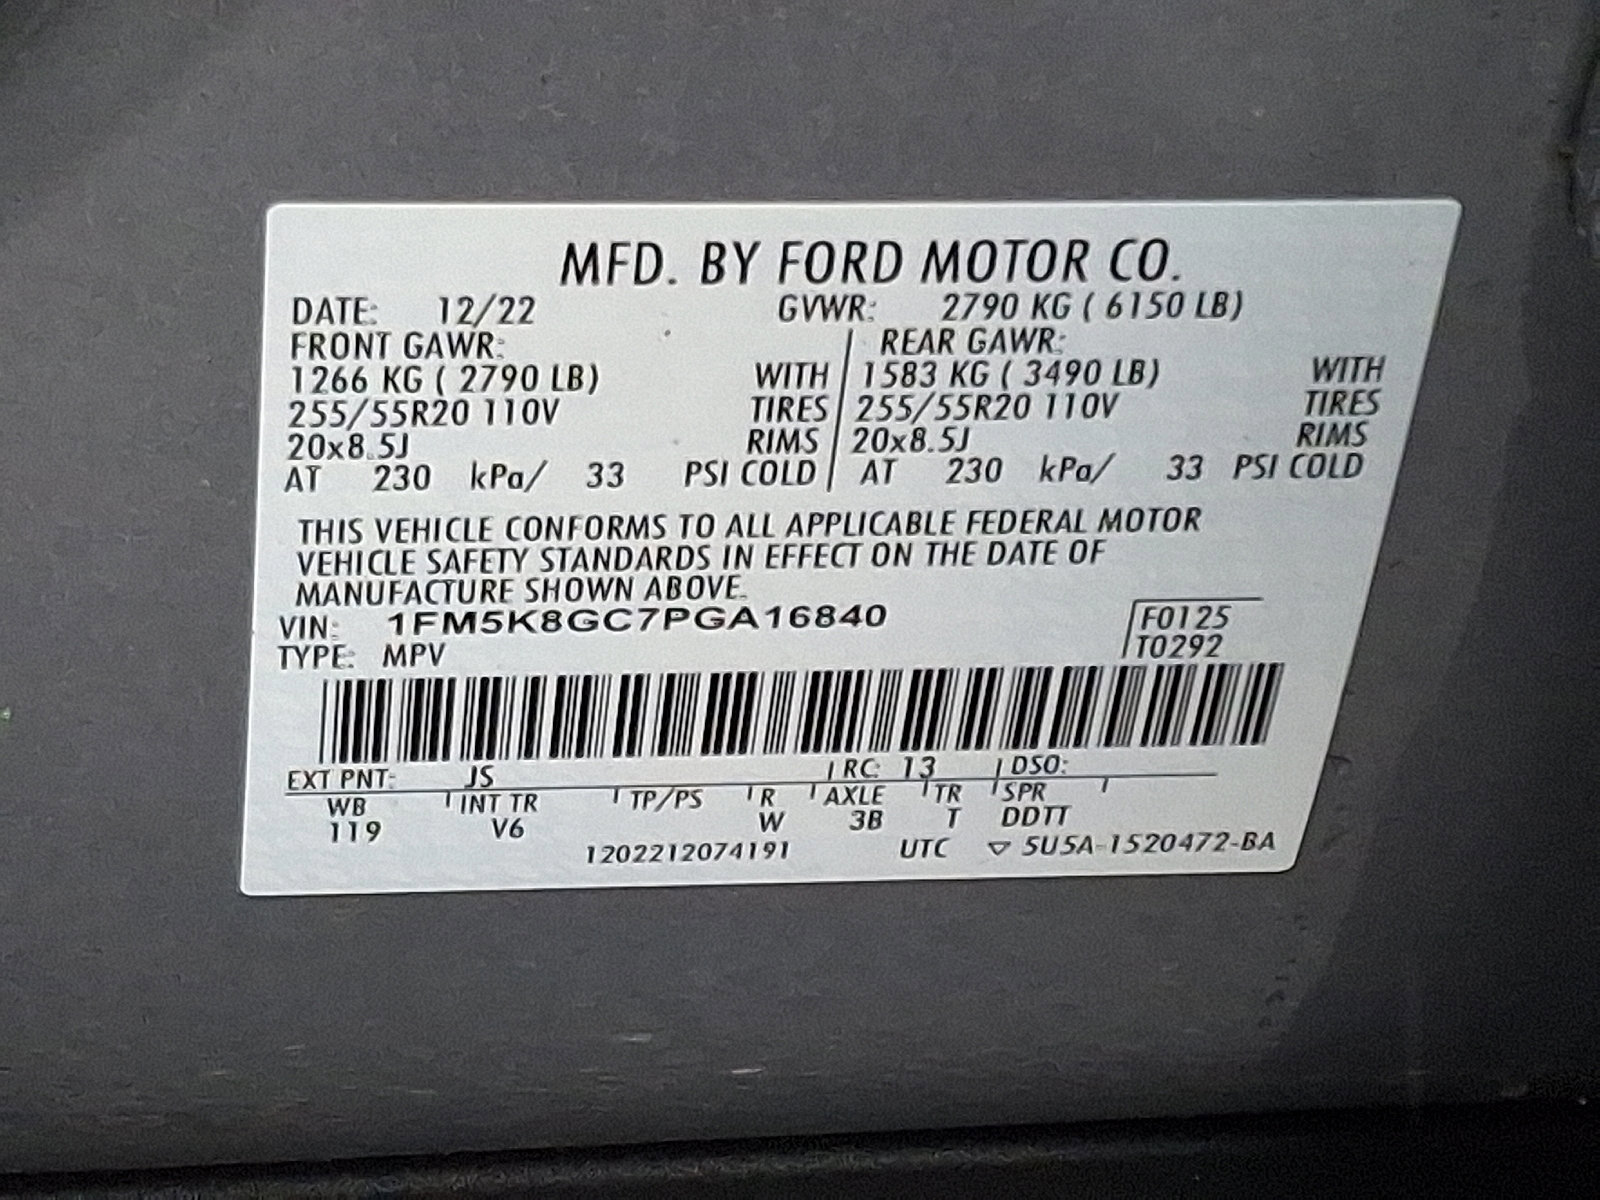 MFD. BY FORD MOTOR CO.
DATE: 12/22 GVWR: 2790 KG ( 6150 LB)
FRONT GAWR: REAR GAWR:
1266 KG ( 2790 LB) WITH 1583 KG ( 3490 LB) WITH
255/55R20 110V TIRES 255/55R20 110V TIRES
20x8.5J RIMS 20x8.5J RIMS
AT 230 kPa/ 33 PSI COLD AT 230 kPa/ 33 PSI COLD
THIS VEHICLE CONFORMS TO ALL APPLICABLE FEDERAL MOTOR
VEHICLE SAFETY STANDARDS IN EFFECT ON THE DATE OF
MANUFACTURE SHOWN ABOVE.
VIN: 1FM5K8GC7PGA16840 F0125
TYPE: MPV T0292
EXT PNT: JS RC: 13 DSO:
WB INT TR TP/PS R AXLE TR SPR
119 V6 W 3B T DDTT
1202212074191 UTC ▽ 5U5A-1520472-BA